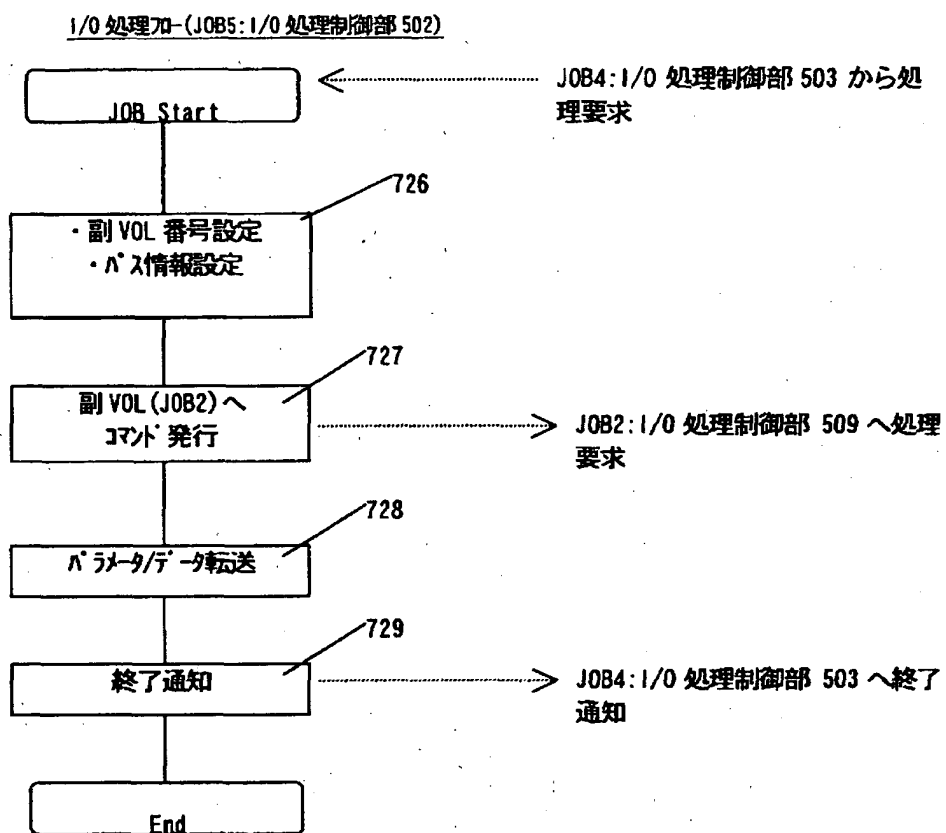 I/O 処理フロー(JOB5:I/O 処理制御部 502)
JOB Start
JOB4:I/O 処理制御部 503 から処
理要求
726
・副 VOL 番号設定
・パス情報設定
727
副 VOL(JOB2)へ
コマンド発行
JOB2:I/O 処理制御部 509 へ処理
要求
728
パラメータ/データ転送
729
終了通知
JOB4:I/O 処理制御部 503 へ終了
通知
End